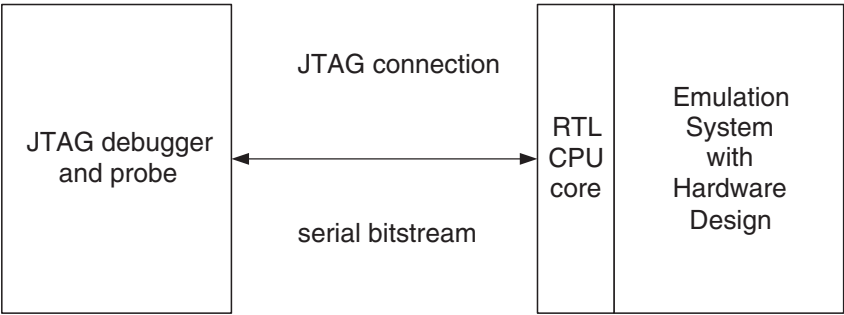 JTAG debugger
and probe
JTAG connection
serial bitstream
RTL
CPU
core
Emulation
System
with
Hardware
Design